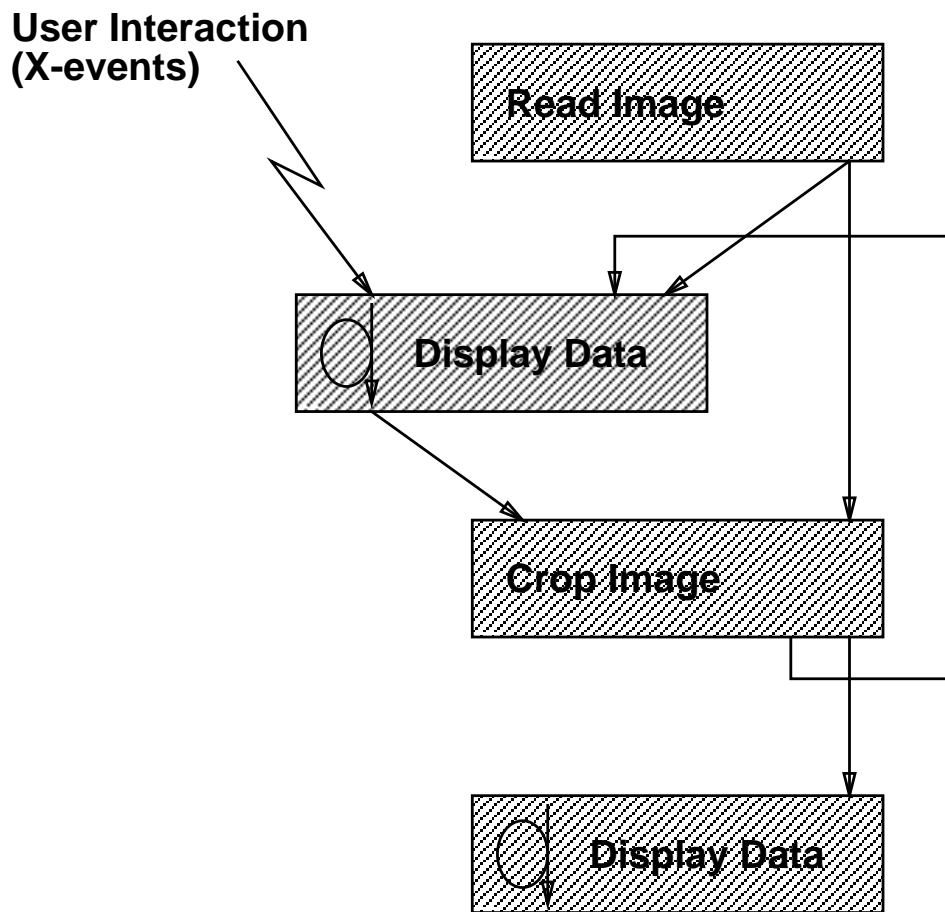 User Interaction
(X-events)
Read Image
Display Data
Crop Image
Display Data